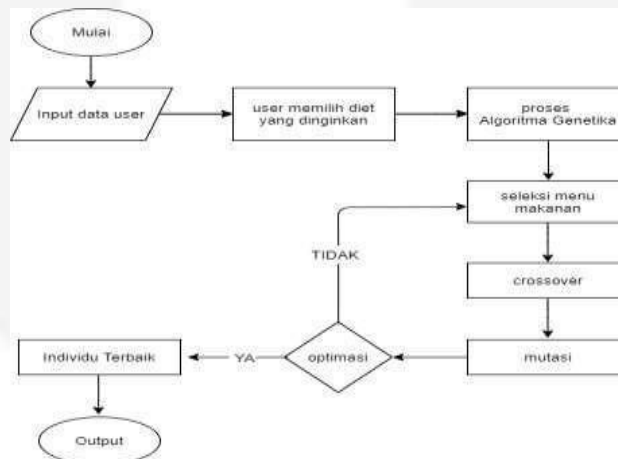 Mulai
Input data user
user memilih diet
yang dinginkan
proses
Algoritma Genetika
seleksi menu
makanan
TIDAK
crossover
Individu Terbaik
YA
optimasi
mutasi
Output